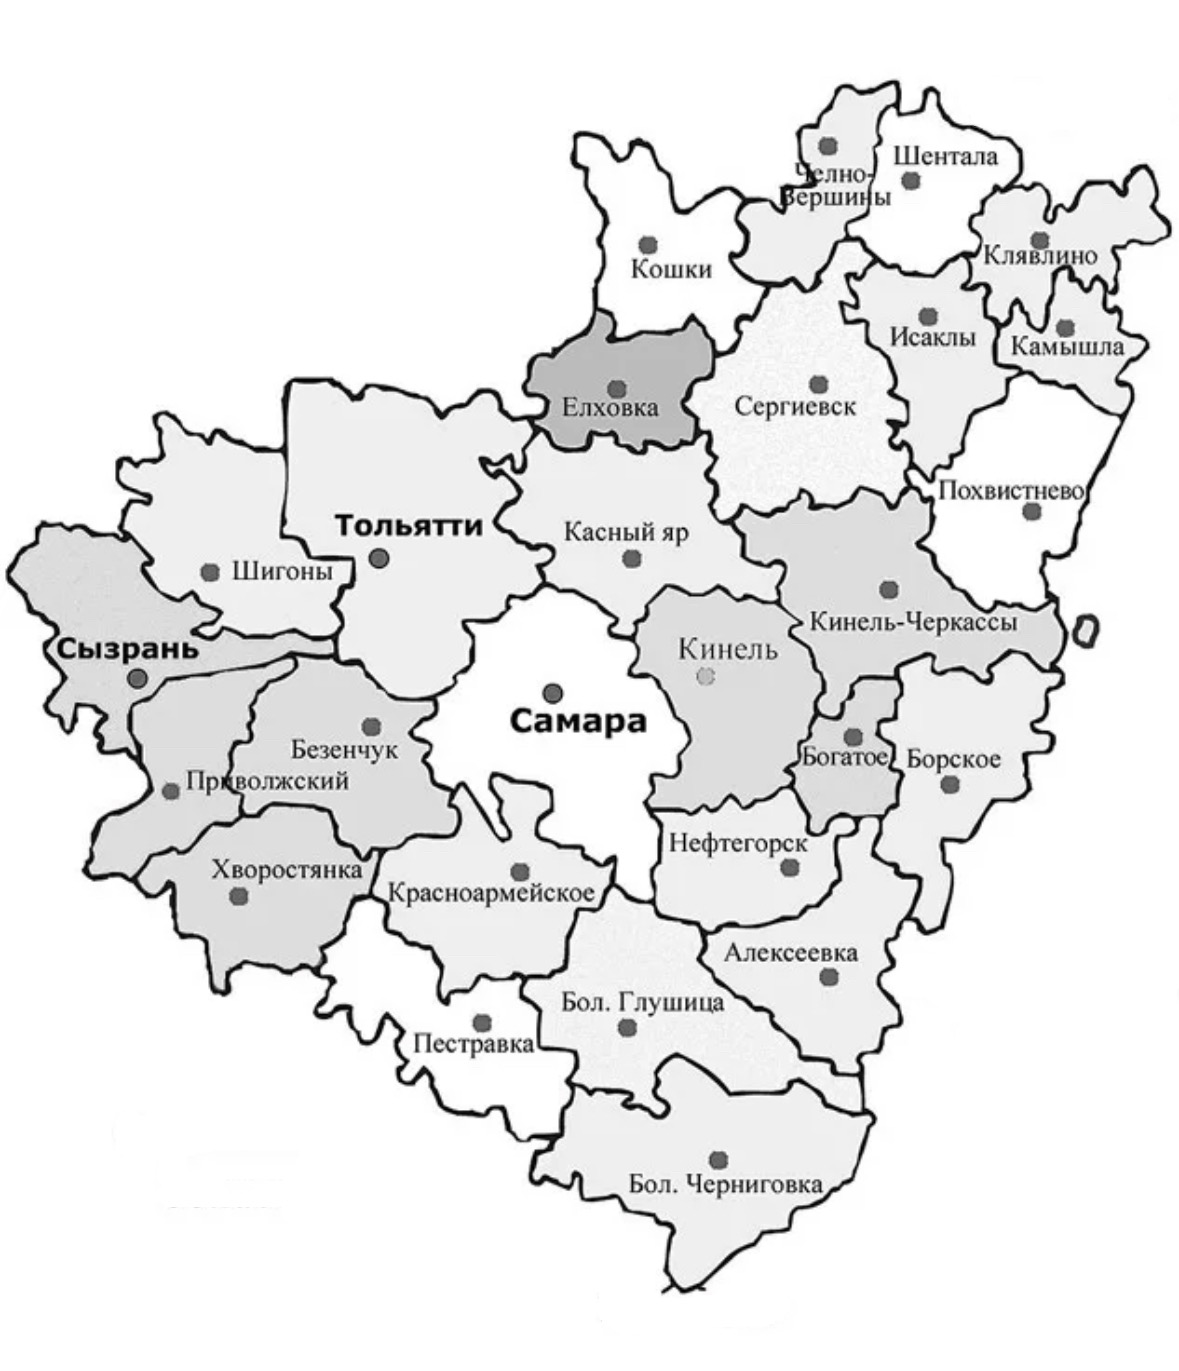 Шентала
Челно-
Вершины
Клявлино
Кошки
Исаклы
Камышла
Елховка
Сергиевск
Похвистнево
Тольятти
Касный яр
Шигоны
Кинель-Черкассы
Сызрань
Кинель
Самара
Безенчук
Богатое
Борское
Приволжский
Нефтегорск
Хворостянка
Красноармейское
Алексеевка
Бол. Глушица
Пестравка
Бол. Черниговка